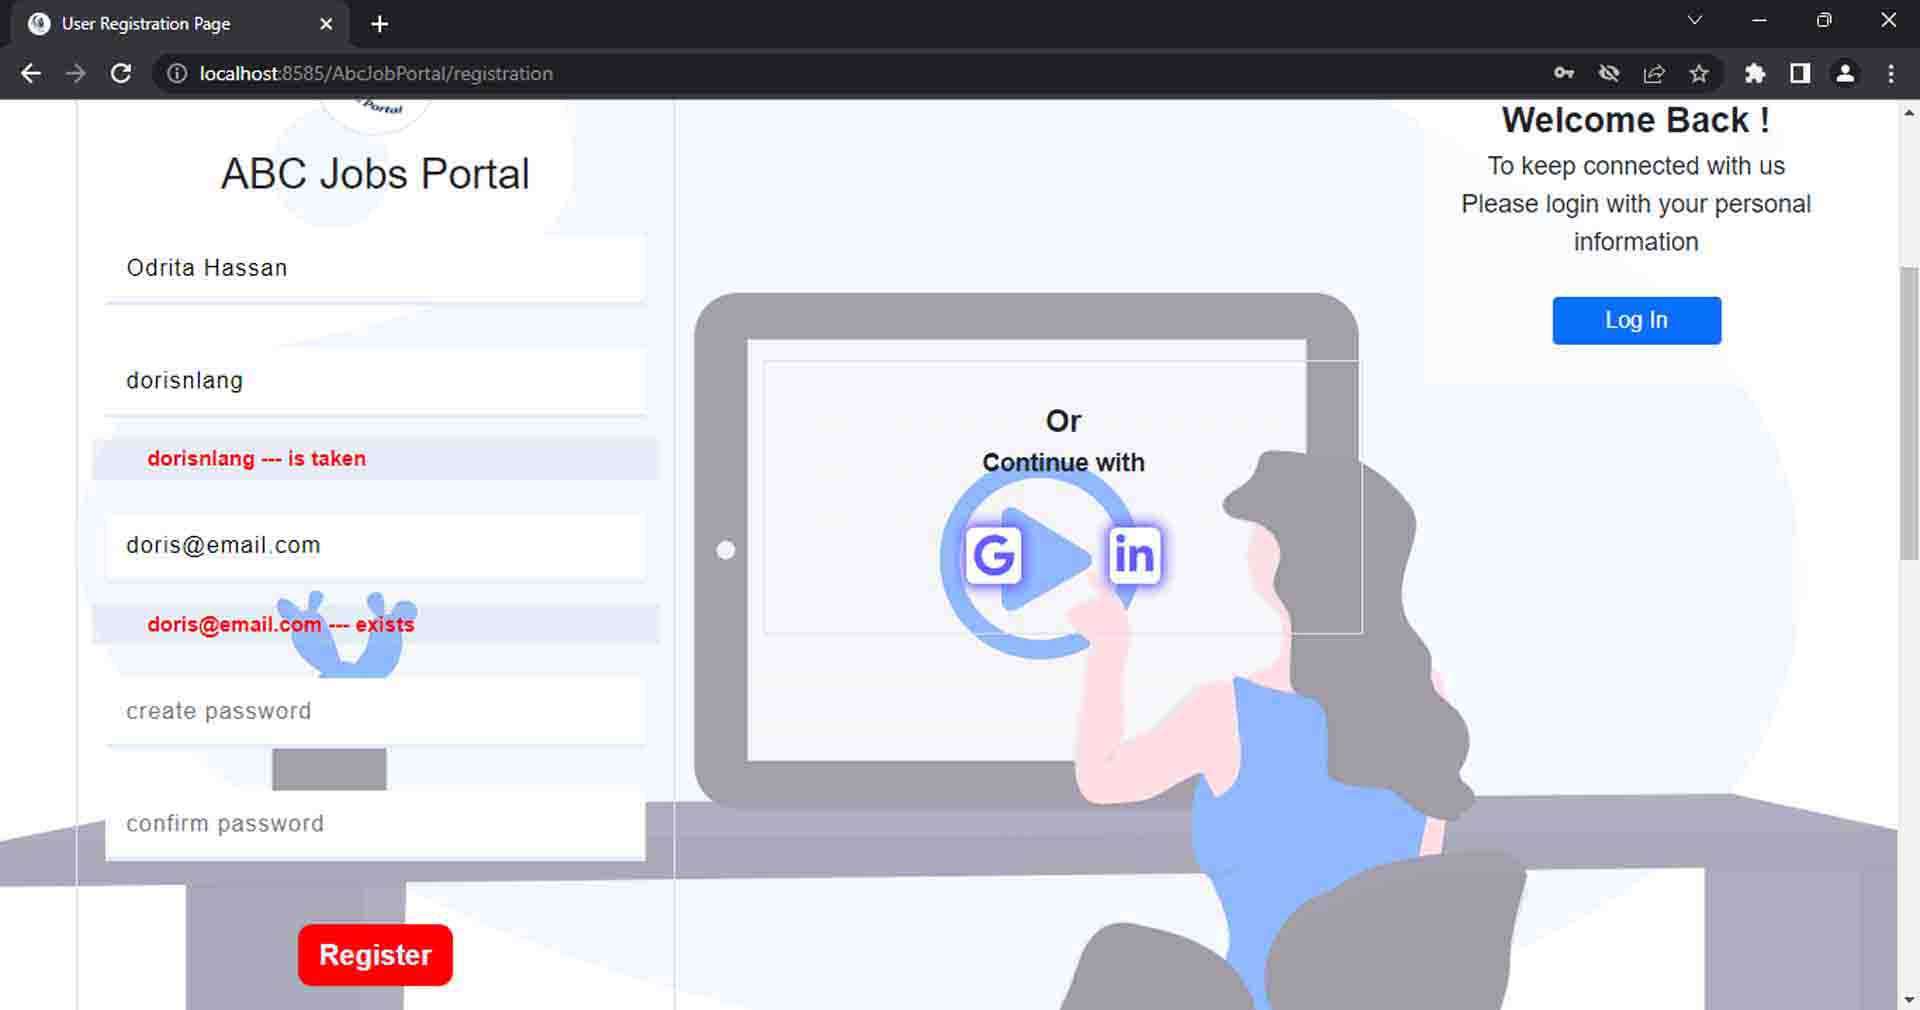 User Registration Page
localhost:8585/AbcJobPortal/registration
Portal
ABC Jobs Portal
Odrita Hassan
dorisnlang
dorisnlang --- is taken
doris@email.com
doris@email.com --- exists
create password
confirm password
Register
Or
Continue with
G
in
Welcome Back !
To keep connected with us
Please login with your personal
information
Log In